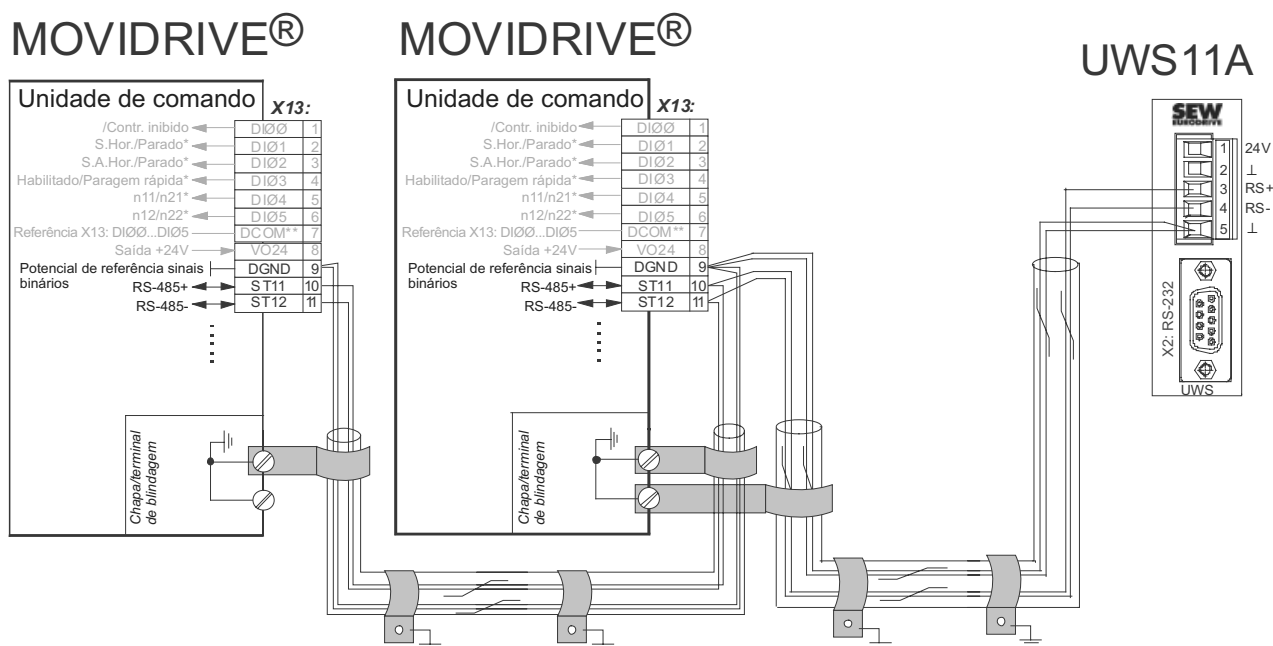 MOVIDRIVE®
Unidade de comando
X13:
/Contr. inibido DIØØ 1
S.Hor./Parado* DIØ1 2
S.A.Hor./Parado* DIØ2 3
Habilitado/Paragem rápida* DIØ3 4
n11/n21* DIØ4 5
n12/n22* DIØ5 6
Referência X13: DIØØ...DIØ5 DCOM** 7
Saída +24V VO24 8
Potencial de referência sinais DGND 9
binários
RS-485+ ST11 10
RS-485- ST12 11
Chapa/terminal
de blindagem
MOVIDRIVE®
Unidade de comando
X13:
/Contr. inibido DIØØ 1
S.Hor./Parado* DIØ1 2
S.A.Hor./Parado* DIØ2 3
Habilitado/Paragem rápida* DIØ3 4
n11/n21* DIØ4 5
n12/n22* DIØ5 6
Referência X13: DIØØ...DIØ5 DCOM** 7
Saída +24V VO24 8
Potencial de referência sinais DGND 9
binários
RS-485+ ST11 10
RS-485- ST12 11
Chapa/terminal
de blindagem
UWS11A
SEW
EURODRIVE
1 24V
2 ⊥
3 RS+
4 RS-
5 ⊥
X2: RS-232
UWS